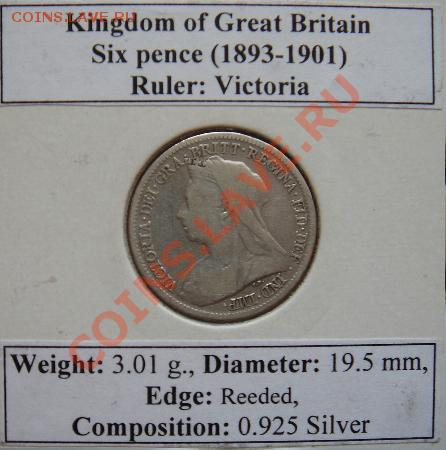 COINS.LAVE.RU
Kingdom of Great Britain
Six pence (1893-1901)
Ruler: Victoria
VICTORIA·DEI·GRA·BRITT·REGINA·FID·DEF·IND·IMP·
COINS.LAVE.РУ
Weight: 3.01 g., Diameter: 19.5 mm,
Edge: Reeded,
Composition: 0.925 Silver